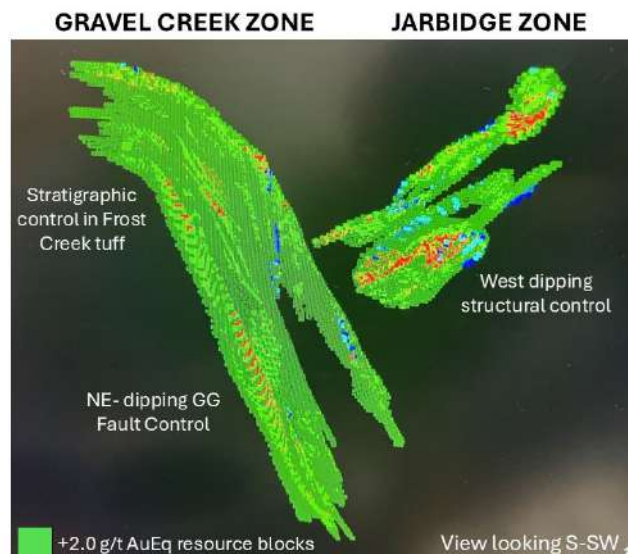 GRAVEL CREEK ZONE
JARBIDGE ZONE
Stratigraphic
control in Frost
Creek tuff
West dipping
structural control
NE- dipping GG
Fault Control
+2.0 g/t AuEq resource blocks
View looking S-SW